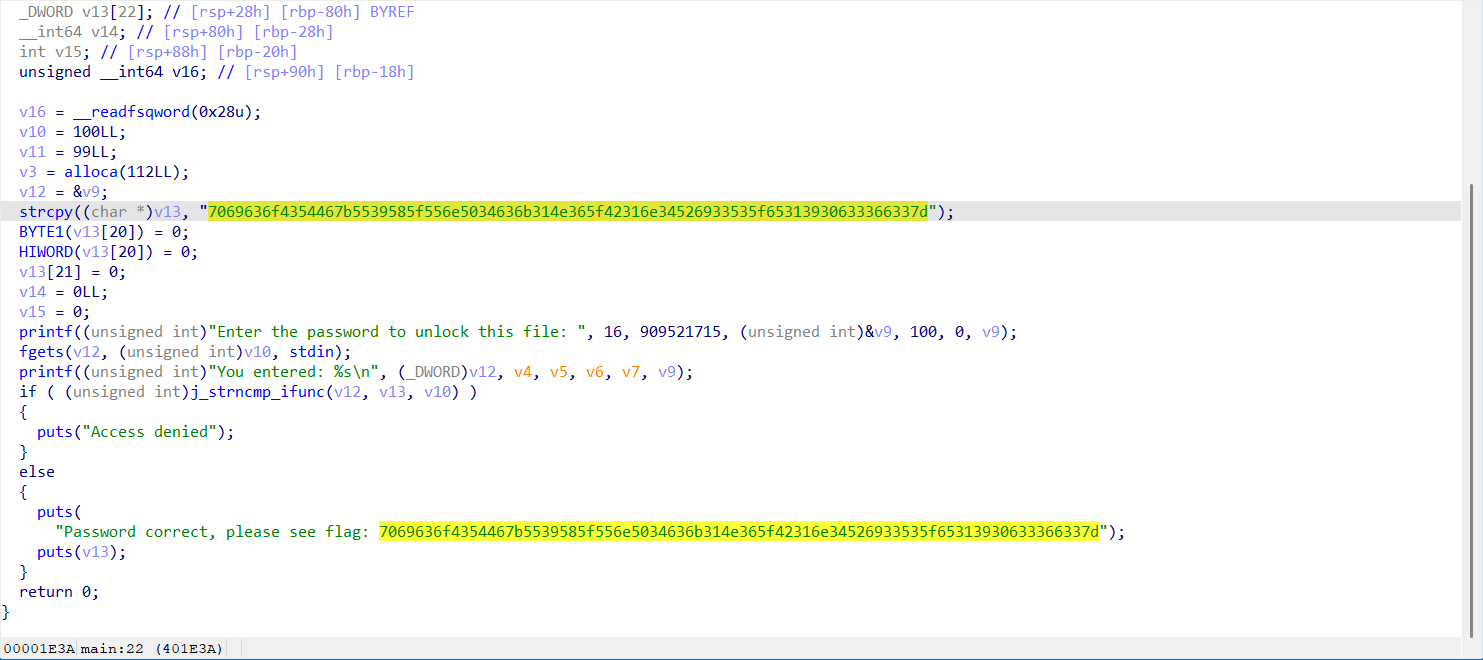 _DWORD v13[22]; // [rsp+28h] [rbp-80h] BYREF
__int64 v14; // [rsp+80h] [rbp-28h]
int v15; // [rsp+88h] [rbp-20h]
unsigned __int64 v16; // [rsp+90h] [rbp-18h]
v16 = __readfsqword(0x28u);
v10 = 100LL;
v11 = 99LL;
v3 = alloca(112LL);
v12 = &v9;
strcpy((char *)v13, "7069636f4354467b5539585f556e5034636b314e365f42316e34526933535f65313930633366337d");
BYTE1(v13[20]) = 0;
HIWORD(v13[20]) = 0;
v13[21] = 0;
v14 = 0LL;
v15 = 0;
printf((unsigned int)"Enter the password to unlock this file: ", 16, 909521715, (unsigned int)&v9, 100, 0, v9);
fgets(v12, (unsigned int)v10, stdin);
printf((unsigned int)"You entered: %s\n", (_DWORD)v12, v4, v5, v6, v7, v9);
if ( (unsigned int)j_strncmp_ifunc(v12, v13, v10) )
{
puts("Access denied");
}
else
{
puts(
"Password correct, please see flag: 7069636f4354467b5539585f556e5034636b314e365f42316e34526933535f65313930633366337d");
puts(v13);
}
return 0;
}
00001E3A main:22 (401E3A)